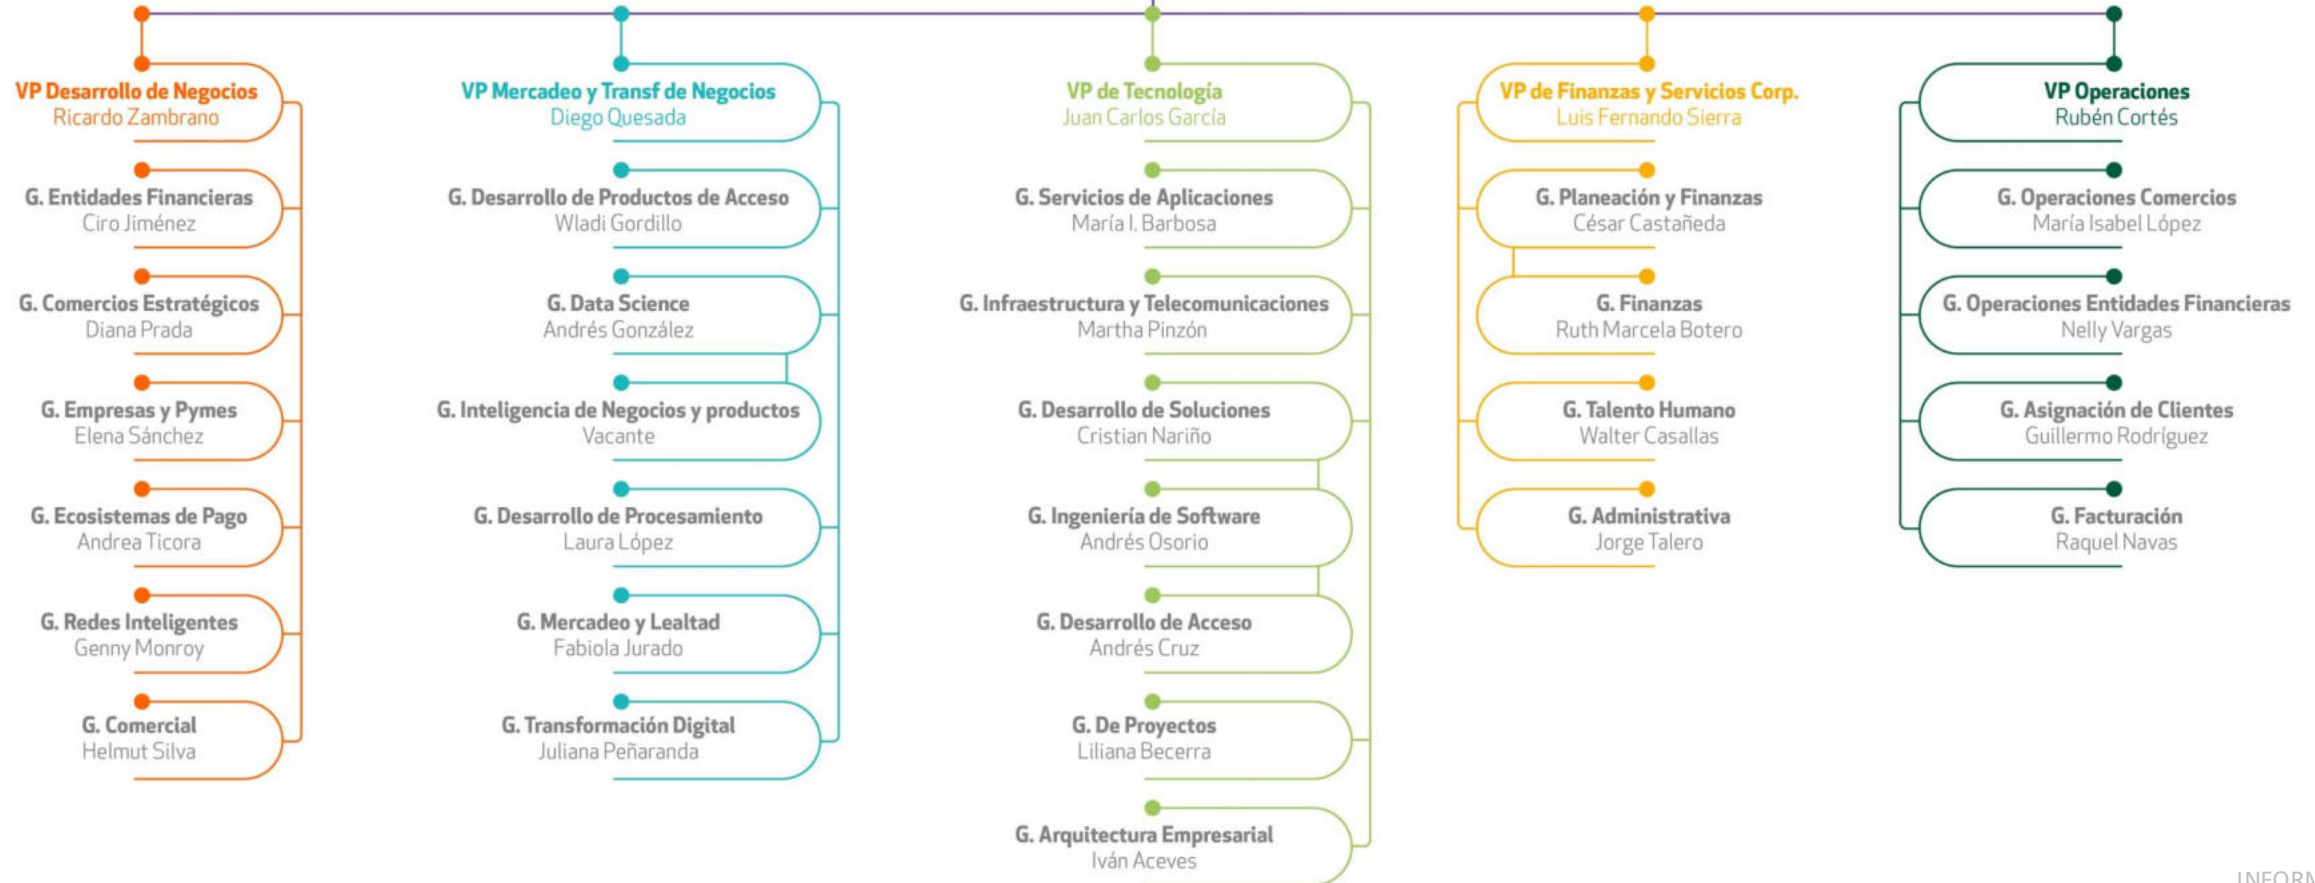 VP Desarrollo de Negocios
Ricardo Zambrano
G. Entidades Financieras
Ciro Jiménez
G. Comercios Estratégicos
Diana Prada
G. Empresas y Pymes
Elena Sánchez
G. Ecosistemas de Pago
Andrea Ticora
G. Redes Inteligentes
Genny Monroy
G. Comercial
Helmut Silva
VP Mercadeo y Transf de Negocios
Diego Quesada
G. Desarrollo de Productos de Acceso
Wladi Gordillo
G. Data Science
Andrés González
G. Inteligencia de Negocios y productos
Vacante
G. Desarrollo de Procesamiento
Laura López
G. Mercadeo y Lealtad
Fabiola Jurado
G. Transformación Digital
Juliana Peñaranda
VP de Tecnología
Juan Carlos García
G. Servicios de Aplicaciones
María I. Barbosa
G. Infraestructura y Telecomunicaciones
Martha Pinzón
G. Desarrollo de Soluciones
Cristian Nariño
G. Ingeniería de Software
Andrés Osorio
G. Desarrollo de Acceso
Andrés Cruz
G. De Proyectos
Liliana Becerra
G. Arquitectura Empresarial
Iván Aceves
VP de Finanzas y Servicios Corp.
Luis Fernando Sierra
G. Planeación y Finanzas
César Castañeda
G. Finanzas
Ruth Marcela Botero
G. Talento Humano
Walter Casallas
G. Administrativa
Jorge Talero
VP Operaciones
Rubén Cortés
G. Operaciones Comercios
María Isabel López
G. Operaciones Entidades Financieras
Nelly Vargas
G. Asignación de Clientes
Guillermo Rodríguez
G. Facturación
Raquel Navas